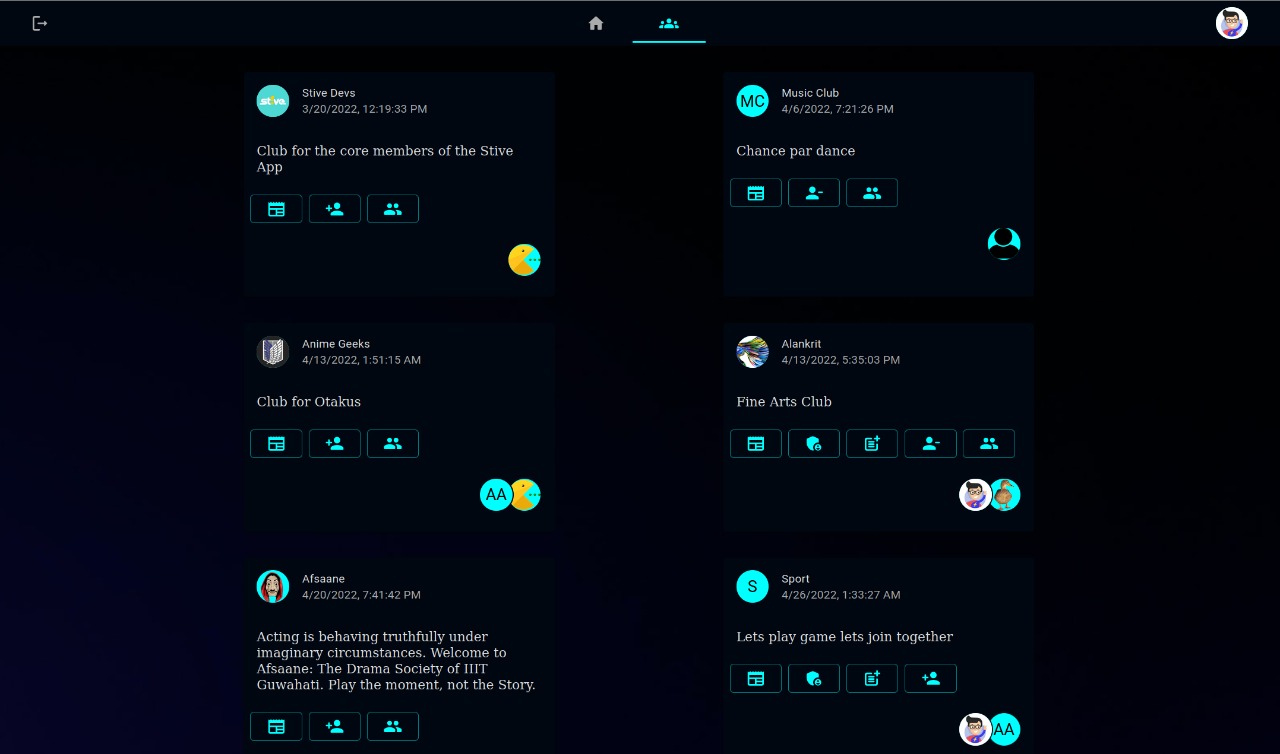 Stive Devs
3/20/2022, 12:19:33 PM
stive.
Club for the core members of the Stive
App
MC
Music Club
4/6/2022, 7:21:26 PM
Chance par dance
Anime Geeks
4/13/2022, 1:51:15 AM
Club for Otakus
AA
Alankrit
4/13/2022, 5:35:03 PM
Fine Arts Club
Afsaane
4/20/2022, 7:41:42 PM
Acting is behaving truthfully under
imaginary circumstances. Welcome to
Afsaane: The Drama Society of IIIT
Guwahati. Play the moment, not the Story.
S
Sport
4/26/2022, 1:33:27 AM
Lets play game lets join together
AA